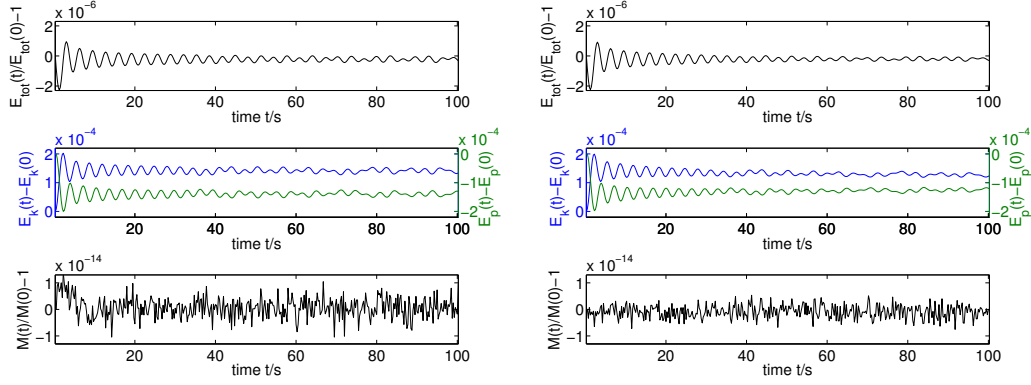 x 10⁻⁶
E_tot(t)/E_tot(0)−1
2
0
−2
20 40 60 80 100
time t/s
x 10⁻⁴
x 10⁻⁴
E_k(t)−E_k(0)
2
1
0
0
−1
−2
E_p(t)−E_p(0)
20 40 60 80 100
time t/s
x 10⁻¹⁴
M(t)/M(0)−1
1
0
−1
20 40 60 80 100
time t/s
x 10⁻⁶
E_tot(t)/E_tot(0)−1
2
0
−2
20 40 60 80 100
time t/s
x 10⁻⁴
x 10⁻⁴
E_k(t)−E_k(0)
2
1
0
0
−1
−2
E_p(t)−E_p(0)
20 40 60 80 100
time t/s
x 10⁻¹⁴
M(t)/M(0)−1
1
0
−1
20 40 60 80 100
time t/s